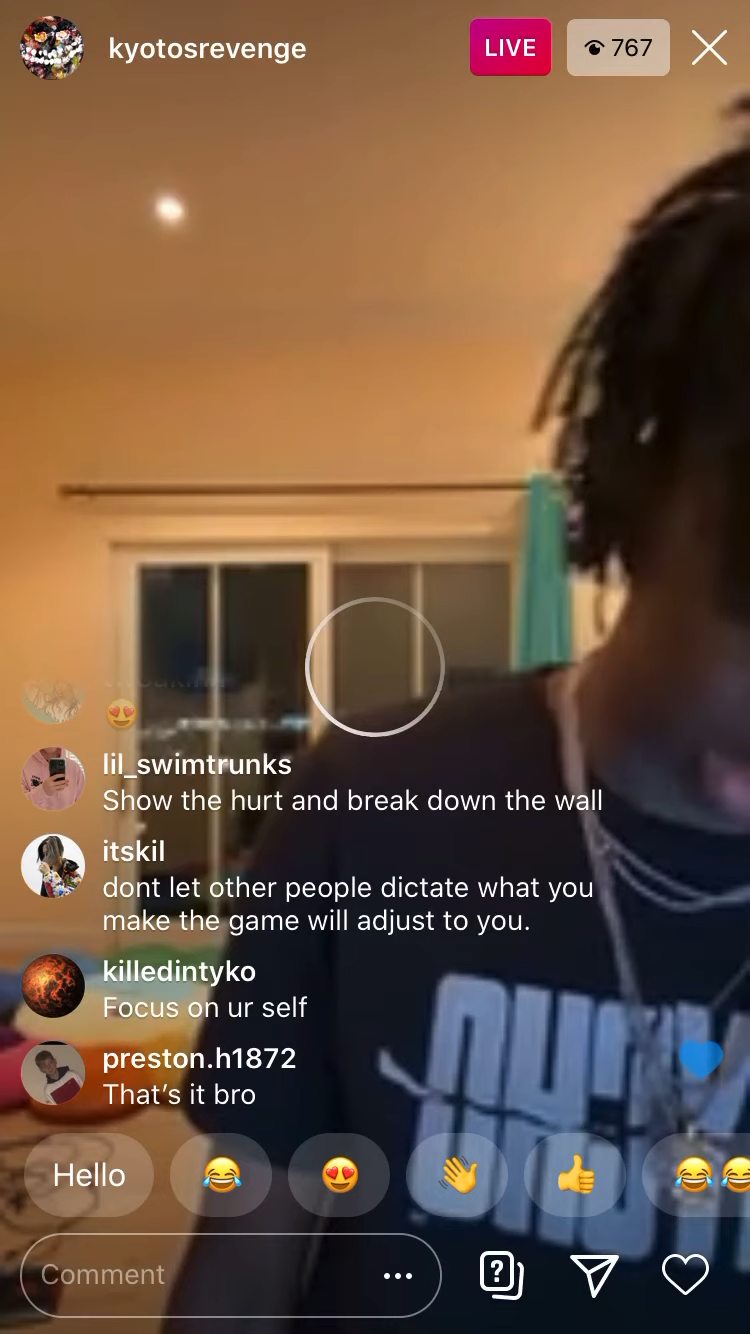 kyotosrevenge
LIVE
767
lil_swimtrunks
Show the hurt and break down the wall
itskil
dont let other people dictate what you
make the game will adjust to you.
killedintyko
Focus on ur self
preston.h1872
That's it bro
Hello
Comment